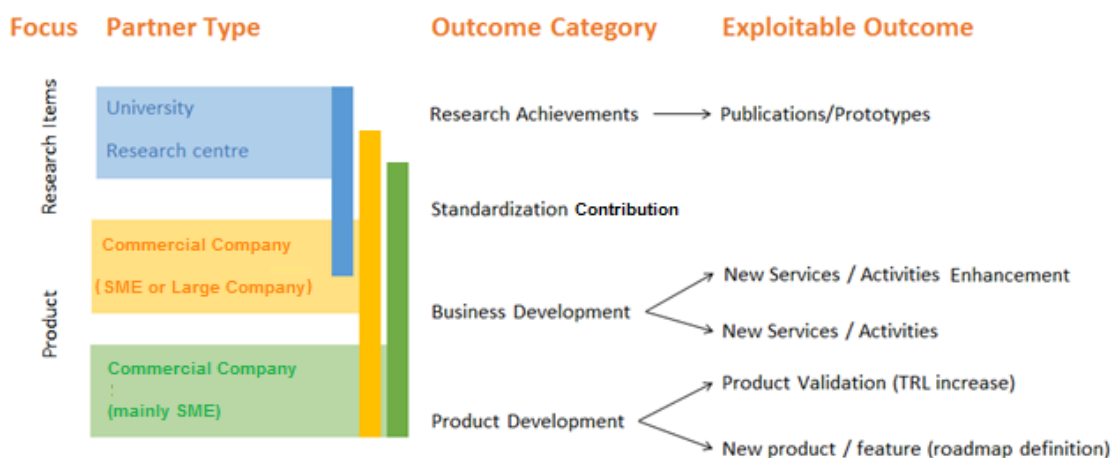 Focus Partner Type Outcome Category Exploitable Outcome
Research Items
University
Research centre
Research Achievements
Publications/Prototypes
Standardization Contribution
Product
Commercial Company
(SME or Large Company)
Business Development
New Services / Activities Enhancement
New Services / Activities
Commercial Company
:
(mainly SME)
Product Development
Product Validation (TRL increase)
New product / feature (roadmap definition)